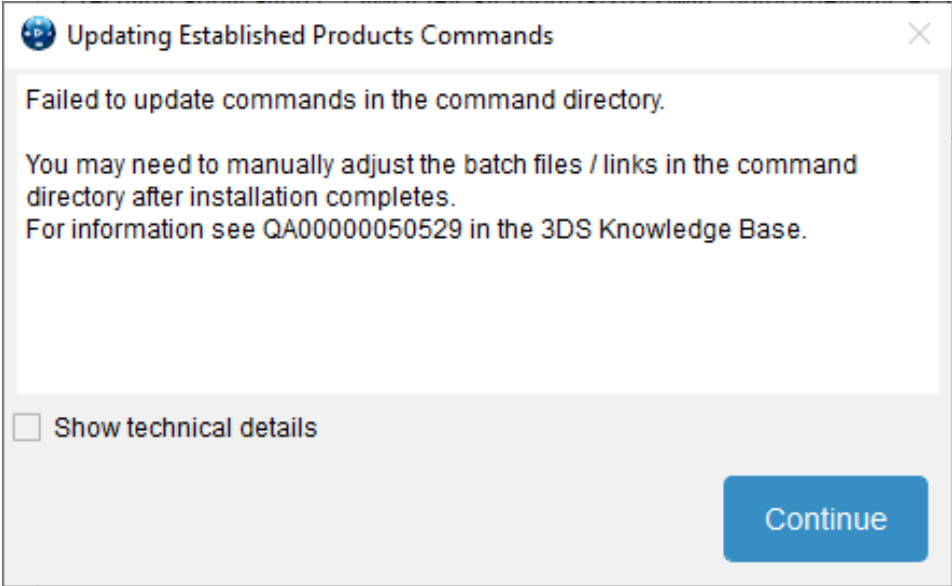 Updating Established Products Commands
Failed to update commands in the command directory.
You may need to manually adjust the batch files / links in the command
directory after installation completes.
For information see QA00000050529 in the 3DS Knowledge Base.
Show technical details
Continue